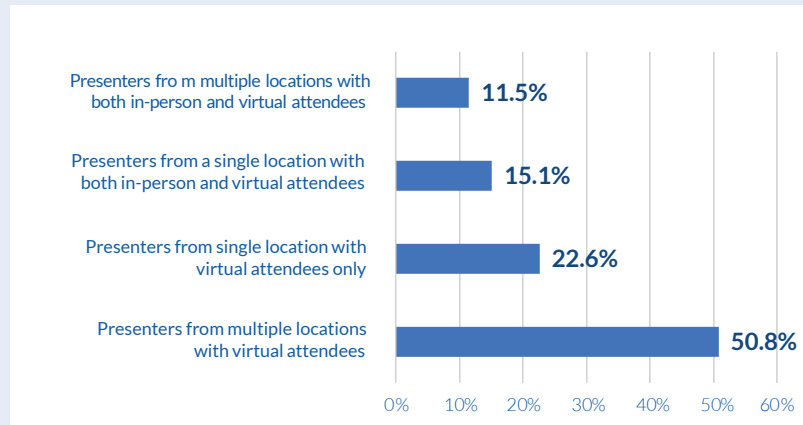 Presenters fro m multiple locations with
both in-person and virtual attendees
11.5%
Presenters from a single location with
both in-person and virtual attendees
15.1%
Presenters from single location with
virtual attendees only
22.6%
Presenters from multiple locations
with virtual attendees
50.8%
0% 10% 20% 30% 40% 50% 60%